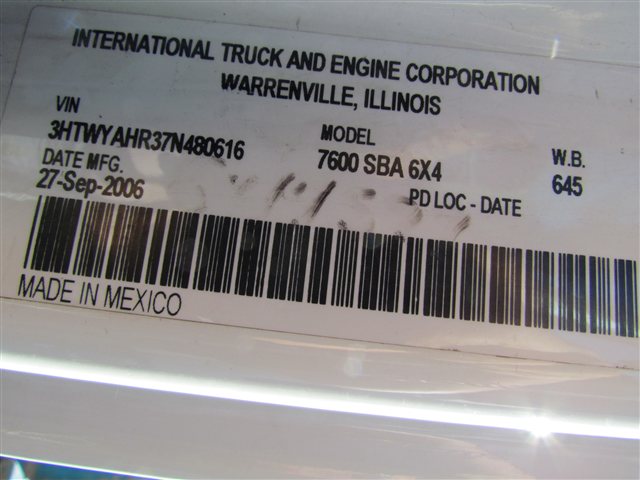 INTERNATIONAL TRUCK AND ENGINE CORPORATION
WARRENVILLE, ILLINOIS
VIN MODEL W.B.
3HTWYAHR37N480616 7600 SBA 6X4 645
DATE MFG. PD LOC - DATE
27-Sep-2006
MADE IN MEXICO